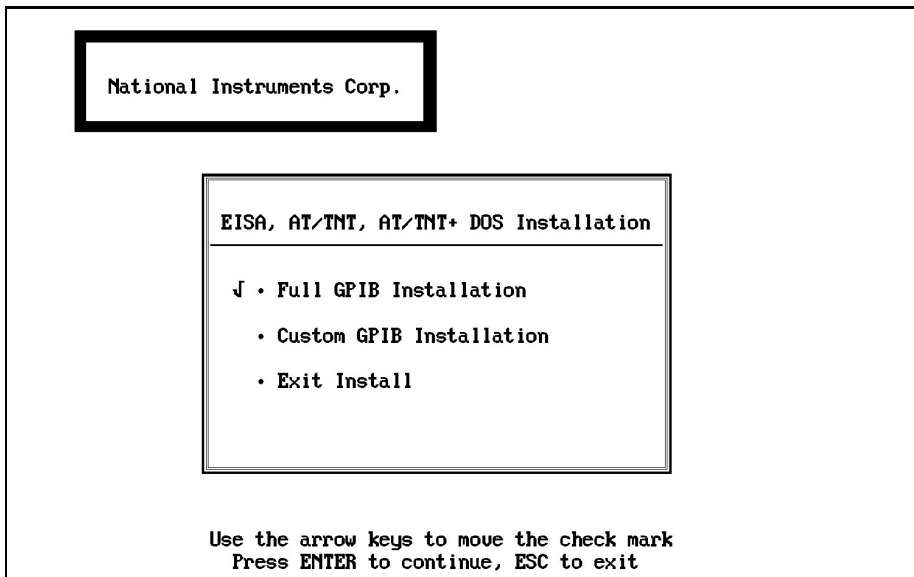 National Instruments Corp.
EISA, AT/TNT, AT/TNT+ DOS Installation
√ · Full GPIB Installation
· Custom GPIB Installation
· Exit Install
Use the arrow keys to move the check mark
Press ENTER to continue, ESC to exit